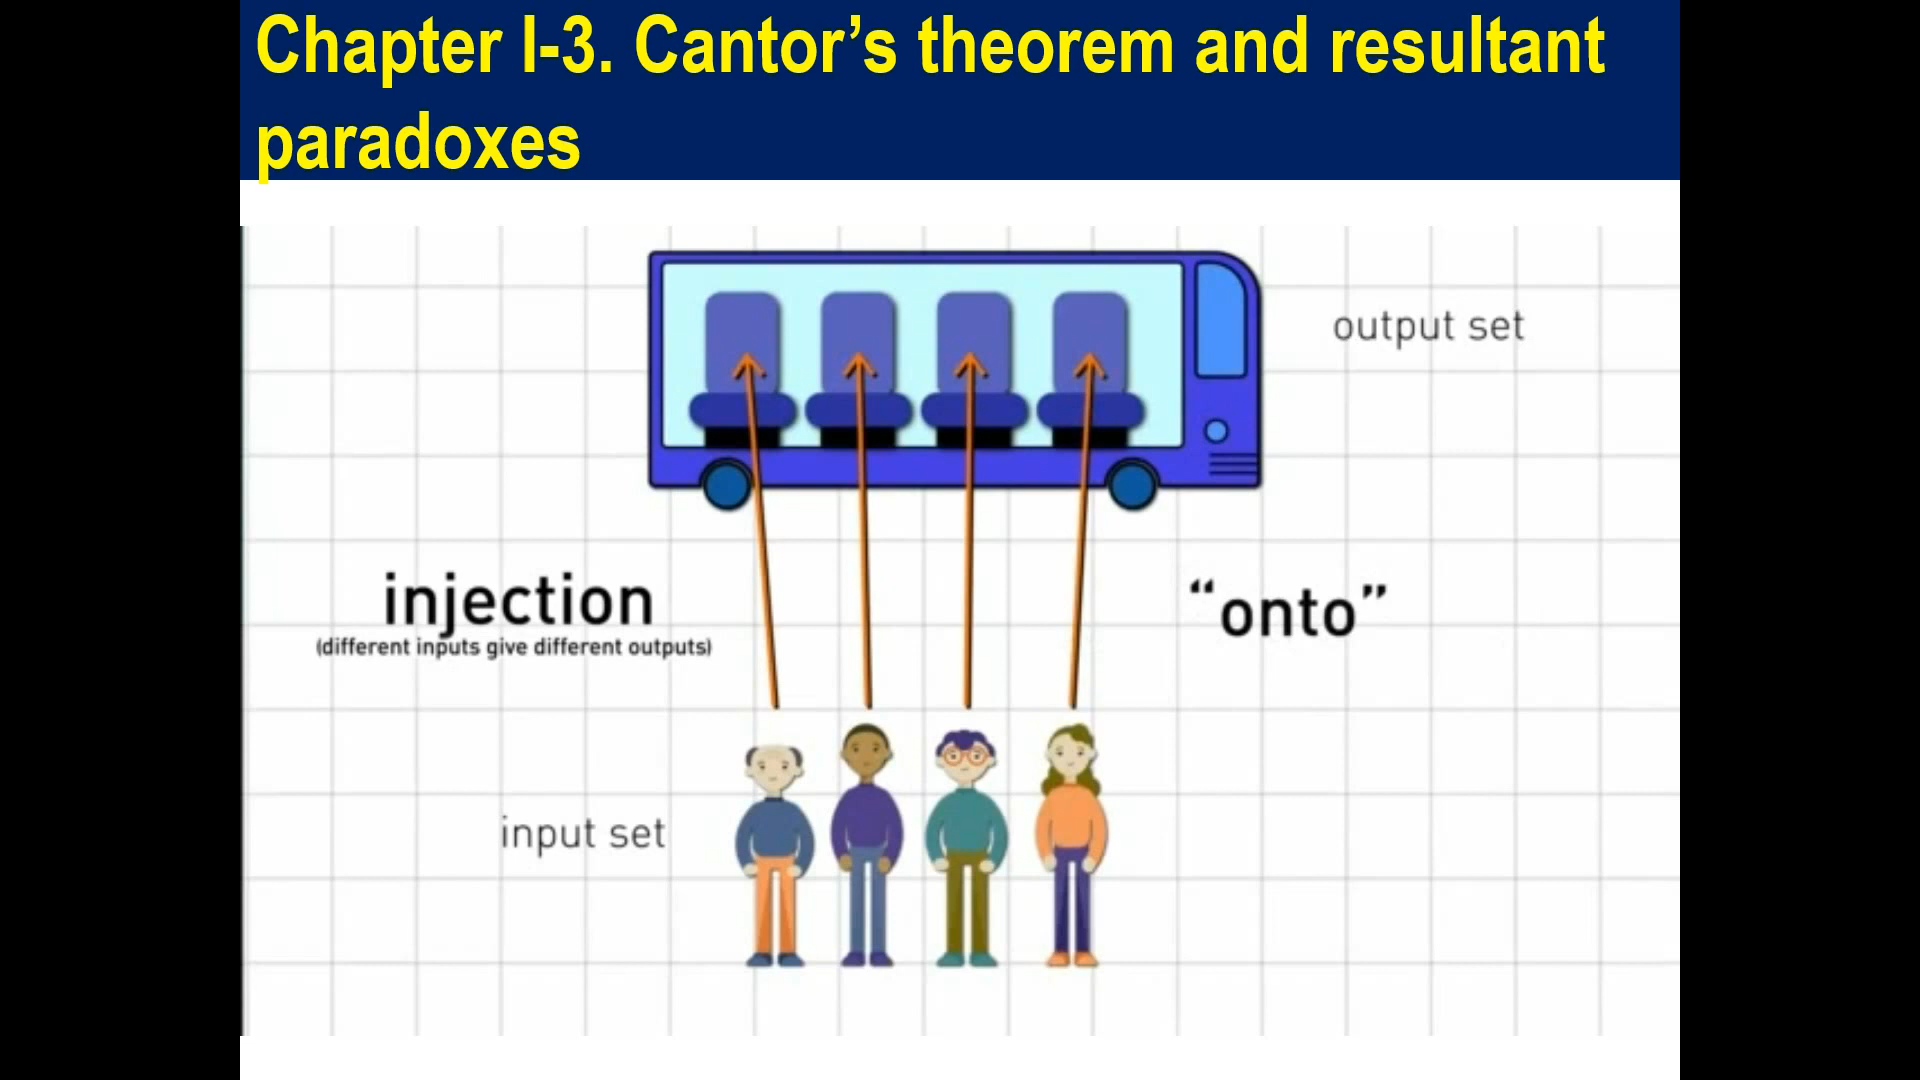 Chapter I-3. Cantor’s theorem and resultant
paradoxes
output set
injection
(different inputs give different outputs)
“onto”
input set